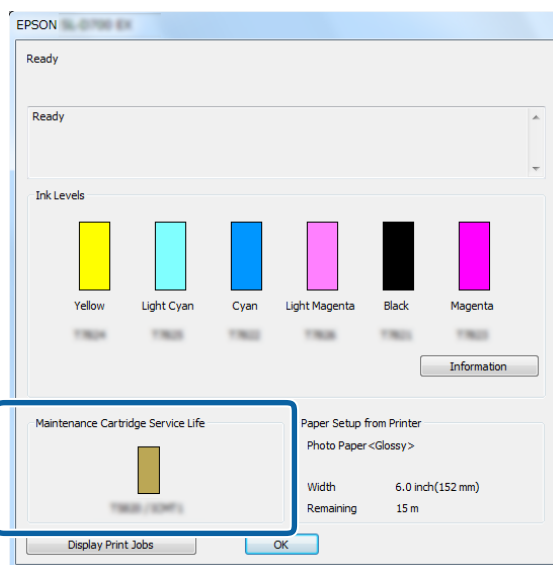 EPSON
Ready
Ready
Ink Levels
Yellow Light Cyan Cyan Light Magenta Black Magenta
Information
Maintenance Cartridge Service Life
Paper Setup from Printer
Photo Paper<Glossy>
Width 6.0 inch(152 mm)
Remaining 15 m
Display Print Jobs OK